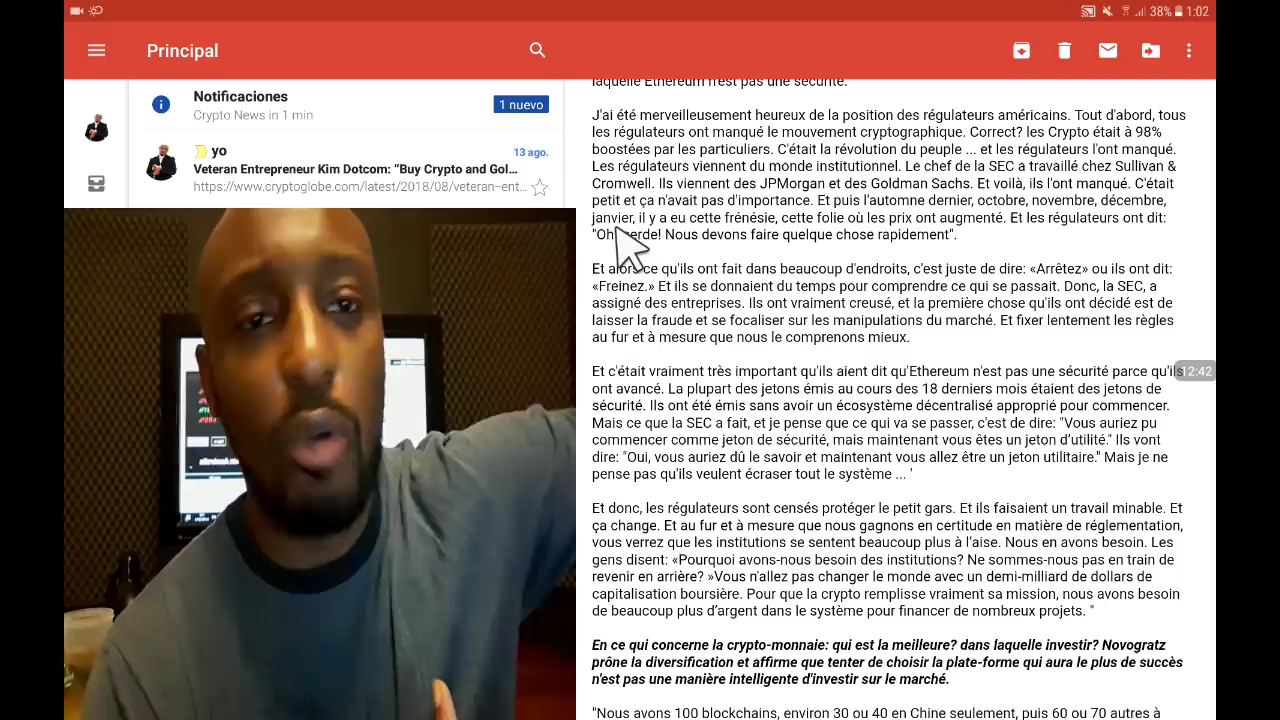 38% 1:02
Principal
Notificaciones
1 nuevo
Crypto News in 1 min
yo
13 ago.
Veteran Entrepreneur Kim Dotcom: “Buy Crypto and Gol...
https://www.cryptoglobe.com/latest/2018/08/veteran–ent...
laquelle Ethereum n'est pas une sécurité.
J'ai été merveilleusement heureux de la position des régulateurs américains. Tout d'abord, tous
les régulateurs ont manqué le mouvement cryptographique. Correct? les Crypto était à 98%
boostées par les particuliers. C'était la révolution du peuple ... et les régulateurs l'ont manqué.
Les régulateurs viennent du monde institutionnel. Le chef de la SEC a travaillé chez Sullivan &
Cromwell. Ils viennent des JPMorgan et des Goldman Sachs. Et voilà, ils l'ont manqué. C'était
petit et ça n'avait pas d'importance. Et puis l'automne dernier, octobre, novembre, décembre,
janvier, il y a eu cette frénésie, cette folie où les prix ont augmenté. Et les régulateurs ont dit:
"Oh erde! Nous devons faire quelque chose rapidement".
Et alors ce qu'ils ont fait dans beaucoup d'endroits, c'est juste de dire: «Arrêtez» ou ils ont dit:
«Freinez.» Et ils se donnaient du temps pour comprendre ce qui se passait. Donc, la SEC, a
assigné des entreprises. Ils ont vraiment creusé, et la première chose qu'ils ont décidé est de
laisser la fraude et se focaliser sur les manipulations du marché. Et fixer lentement les règles
au fur et à mesure que nous le comprenons mieux.
Et c'était vraiment très important qu'ils aient dit qu'Ethereum n'est pas une sécurité parce qu'ils
12:42
ont avancé. La plupart des jetons émis au cours des 18 derniers mois étaient des jetons de
sécurité. Ils ont été émis sans avoir un écosystème décentralisé approprié pour commencer.
Mais ce que la SEC a fait, et je pense que ce qui va se passer, c'est de dire: "Vous auriez pu
commencer comme jeton de sécurité, mais maintenant vous êtes un jeton d’utilité." Ils vont
dire: "Oui, vous auriez dû le savoir et maintenant vous allez être un jeton utilitaire." Mais je ne
pense pas qu'ils veulent écraser tout le système ... '
Et donc, les régulateurs sont censés protéger le petit gars. Et ils faisaient un travail minable. Et
ça change. Et au fur et à mesure que nous gagnons en certitude en matière de réglementation,
vous verrez que les institutions se sentent beaucoup plus à l’aise. Nous en avons besoin. Les
gens disent: «Pourquoi avons-nous besoin des institutions? Ne sommes-nous pas en train de
revenir en arrière? »Vous n'allez pas changer le monde avec un demi-milliard de dollars de
capitalisation boursière. Pour que la crypto remplisse vraiment sa mission, nous avons besoin
de beaucoup plus d’argent dans le système pour financer de nombreux projets. "
En ce qui concerne la crypto-monnaie: qui est la meilleure? dans laquelle investir? Novogratz
prône la diversification et affirme que tenter de choisir la plate-forme qui aura le plus de succès
n'est pas une manière intelligente d'investir sur le marché.
"Nous avons 100 blockchains, environ 30 ou 40 en Chine seulement, puis 60 ou 70 autres à